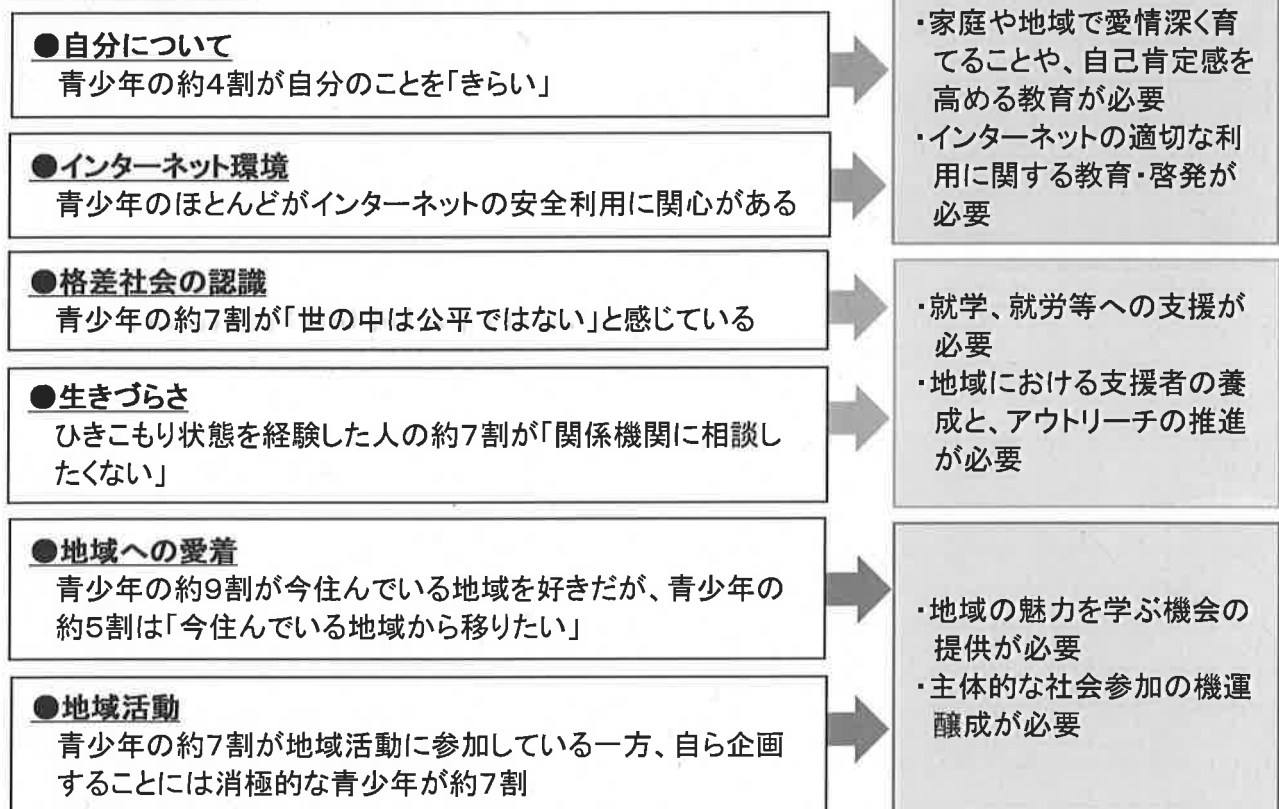 ●自分について
青少年の約4割が自分のことを「きらい」
●インターネット環境
青少年のほとんどがインターネットの安全利用に関心がある
・家庭や地域で愛情深く育
てることや、自己肯定感を
高める教育が必要
・インターネットの適切な利
用に関する教育・啓発が
必要
●格差社会の認識
青少年の約7割が「世の中は公平ではない」と感じている
●生きづらさ
ひきこもり状態を経験した人の約7割が「関係機関に相談し
たくない」
・就学、就労等への支援が
必要
・地域における支援者の養
成と、アウトリーチの推進
が必要
●地域への愛着
青少年の約9割が今住んでいる地域を好きだが、青少年の
約5割は「今住んでいる地域から移りたい」
●地域活動
青少年の約7割が地域活動に参加している一方、自ら企画
することには消極的な青少年が約7割
・地域の魅力を学ぶ機会の
提供が必要
・主体的な社会参加の機運
醸成が必要